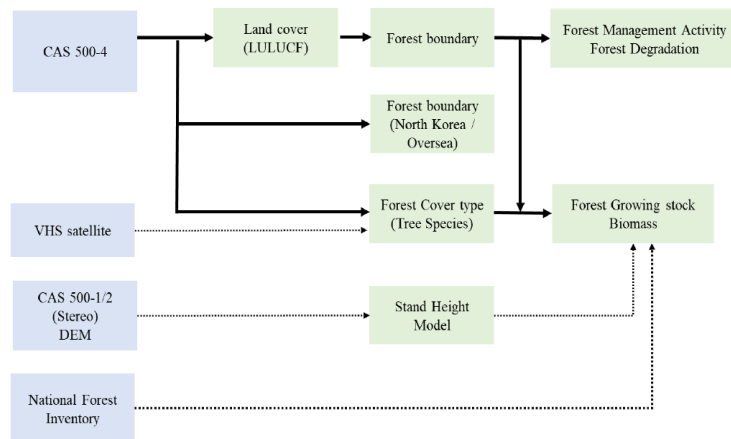 CAS 500-4
Land cover
(LULUCF)
Forest boundary
Forest Management Activity
Forest Degradation
Forest boundary
(North Korea /
Oversea)
VHS satellite
Forest Cover type
(Tree Species)
Forest Growing stock
Biomass
CAS 500-1/2
(Stereo)
DEM
Stand Height
Model
National Forest
Inventory